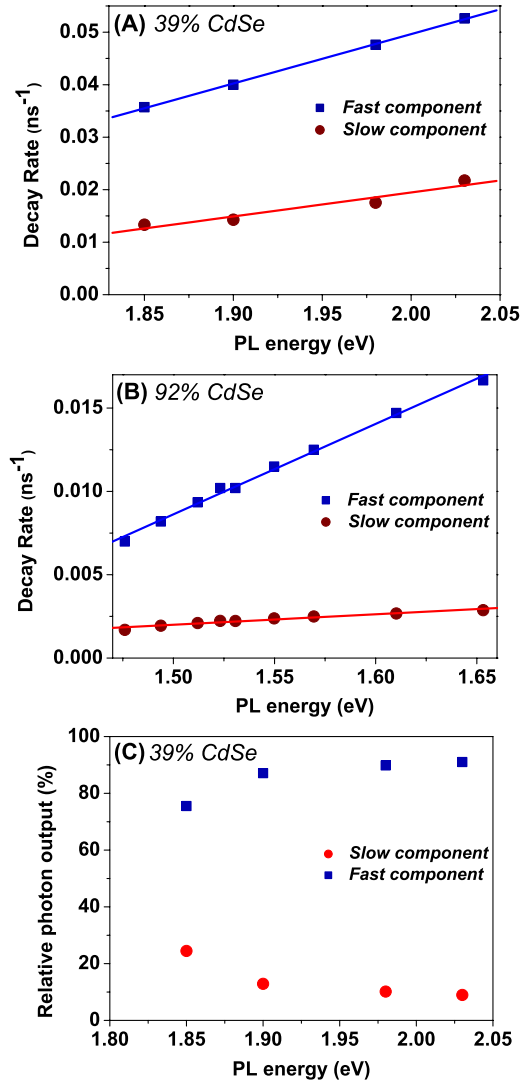 (A) 39% CdSe
0.05
0.04
0.03
0.02
0.01
0.00
Decay Rate (ns-1)
Fast component
Slow component
1.85 1.90 1.95 2.00 2.05
PL energy (eV)
(B) 92% CdSe
0.015
0.010
0.005
0.000
Decay Rate (ns-1)
Fast component
Slow component
1.50 1.55 1.60 1.65
PL energy (eV)
(C) 39% CdSe
100
80
60
40
20
0
Relative photon output (%)
Slow component
Fast component
1.80 1.85 1.90 1.95 2.00 2.05
PL energy (eV)